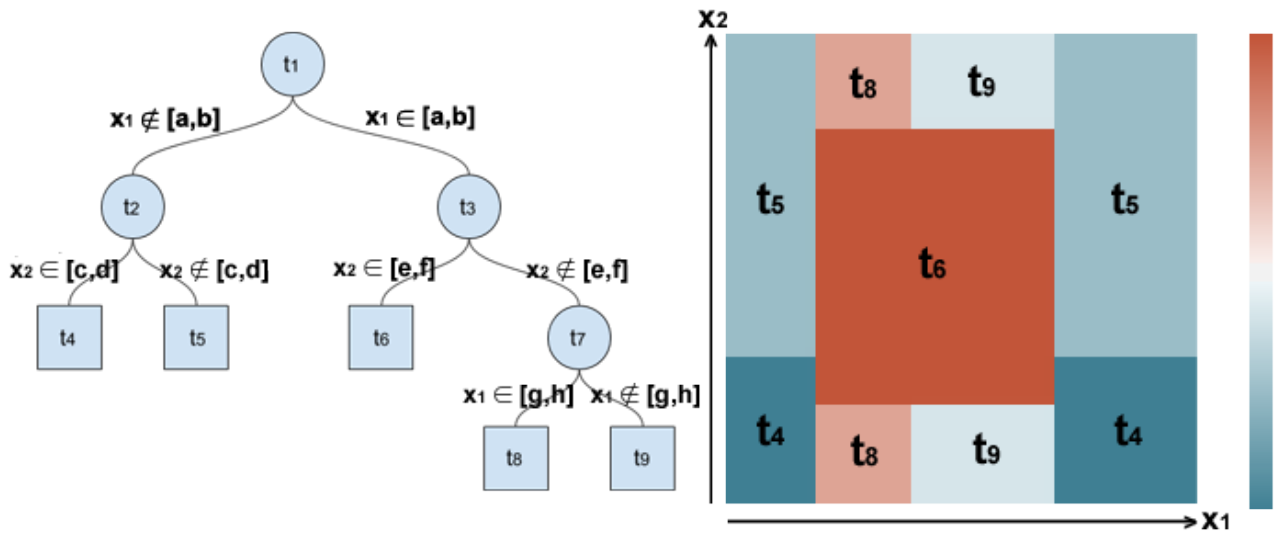 t1
x1 ∉ [a,b]
x1 ∈ [a,b]
t2
t3
x2 ∈ [c,d]
x2 ∉ [c,d]
x2 ∈ [e,f]
x2 ∉ [e,f]
t4
t5
t6
t7
x1 ∈ [g,h]
x1 ∉ [g,h]
t8
t9
x2
t8
t9
t5
t5
t6
t4
t4
t8
t9
x1